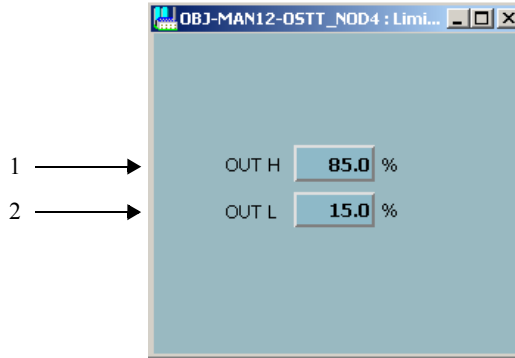 OBJ-MAN12-OSTT_NOD4 : Limi...
1 OUT H 85.0 %
2 OUT L 15.0 %